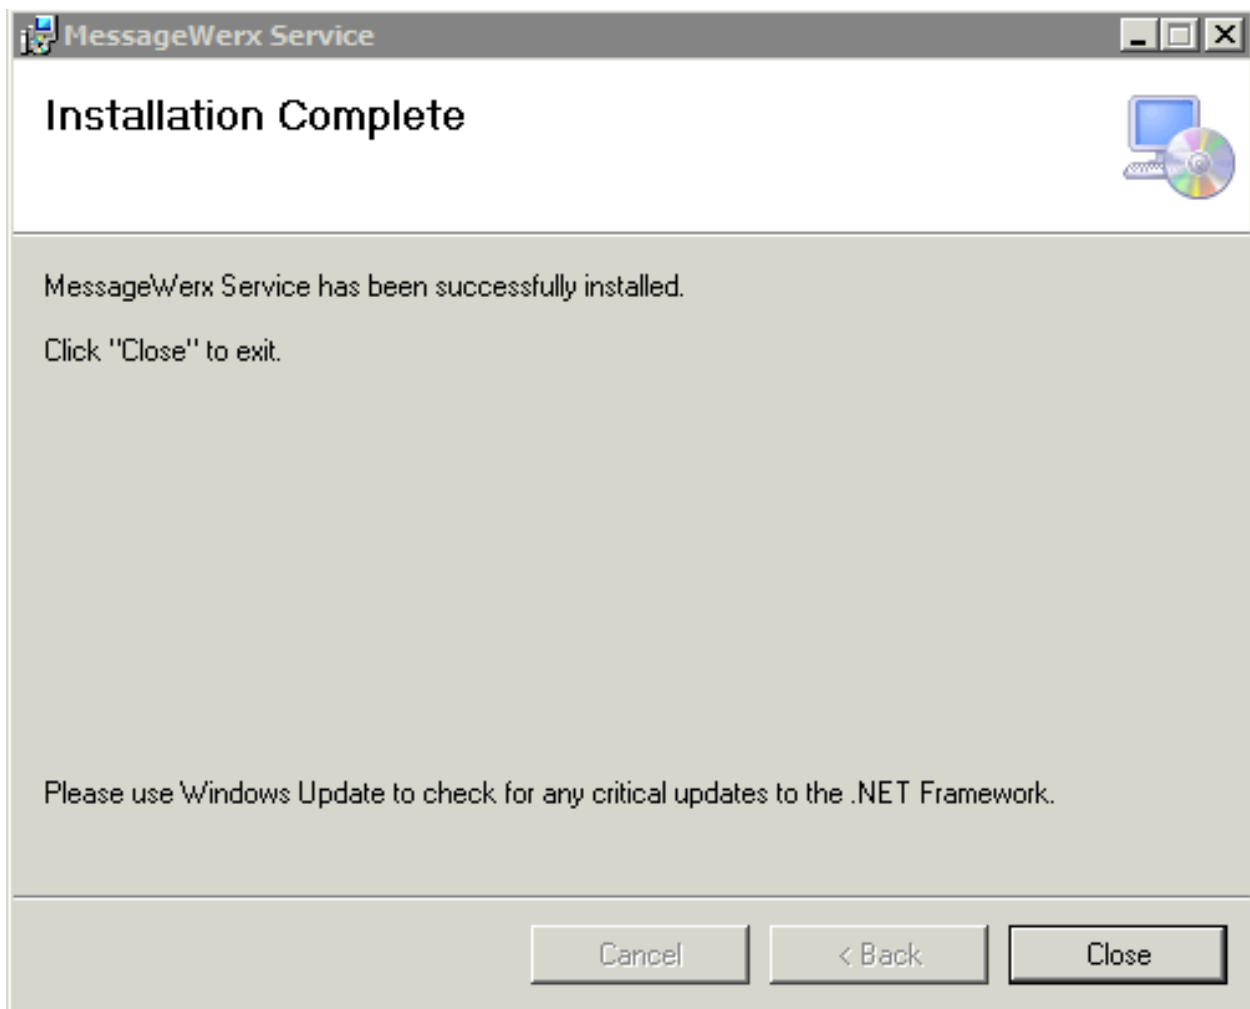 MessageWerx Service
Installation Complete
MessageWerx Service has been successfully installed.
Click "Close" to exit.
Please use Windows Update to check for any critical updates to the .NET Framework.
Cancel
< Back
Close